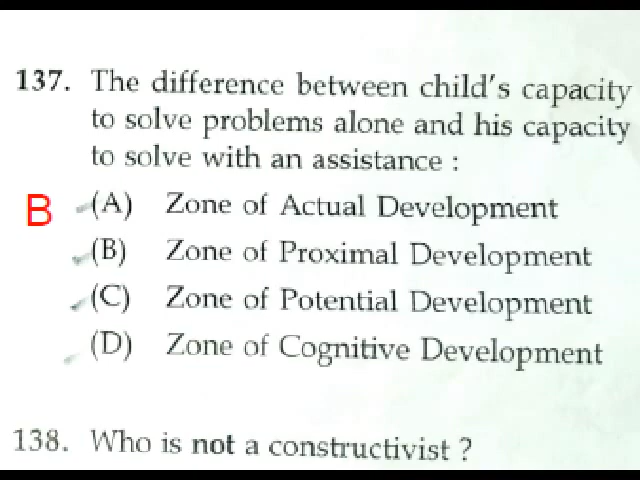 137. The difference between child's capacity
to solve problems alone and his capacity
to solve with an assistance :
B (A) Zone of Actual Development
(B) Zone of Proximal Development
(C) Zone of Potential Development
(D) Zone of Cognitive Development
138. Who is not a constructivist ?